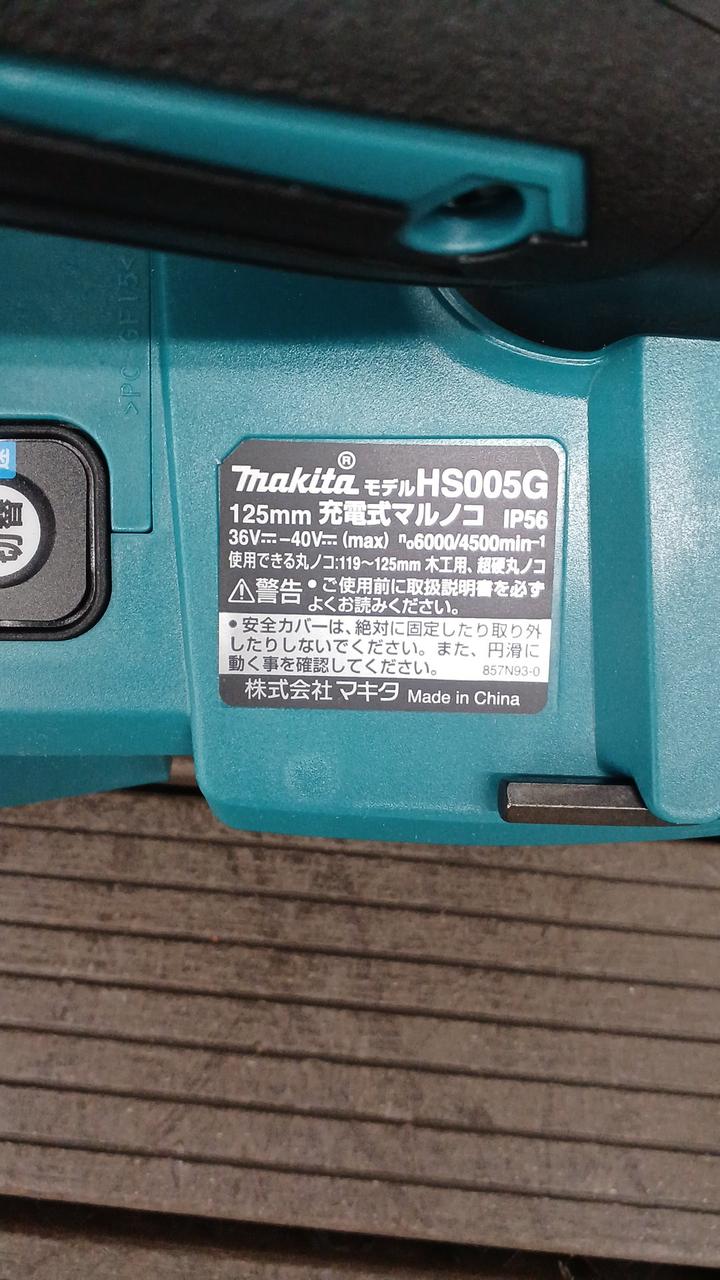 >PC-GF15<
切替
makita® モデルHS005G
125mm 充電式マルノコ IP56
36V⎓-40V⎓(max) n₀6000/4500min⁻¹
使用できる丸ノコ:119～125mm 木工用、超硬丸ノコ
⚠警告 •ご使用前に取扱説明書を必ず
よくお読みください。
•安全カバーは、絶対に固定したり取り外
したりしないでください。また、円滑に
動く事を確認してください。 857N93-0
株式会社マキタ Made in China